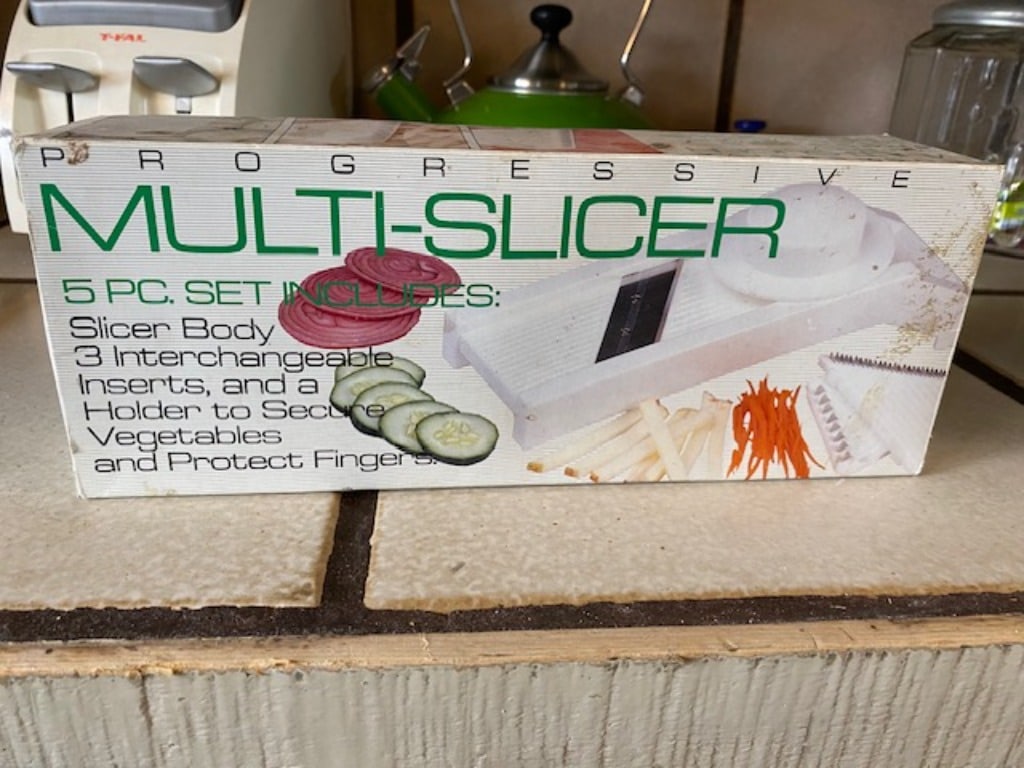 T-FAL
PROGRESSIVE
MULTI-SLICER
5 PC. SET INCLUDES:
Slicer Body
3 Interchangeable
Inserts, and a
Holder to Secure
Vegetables
and Protect Fingers.